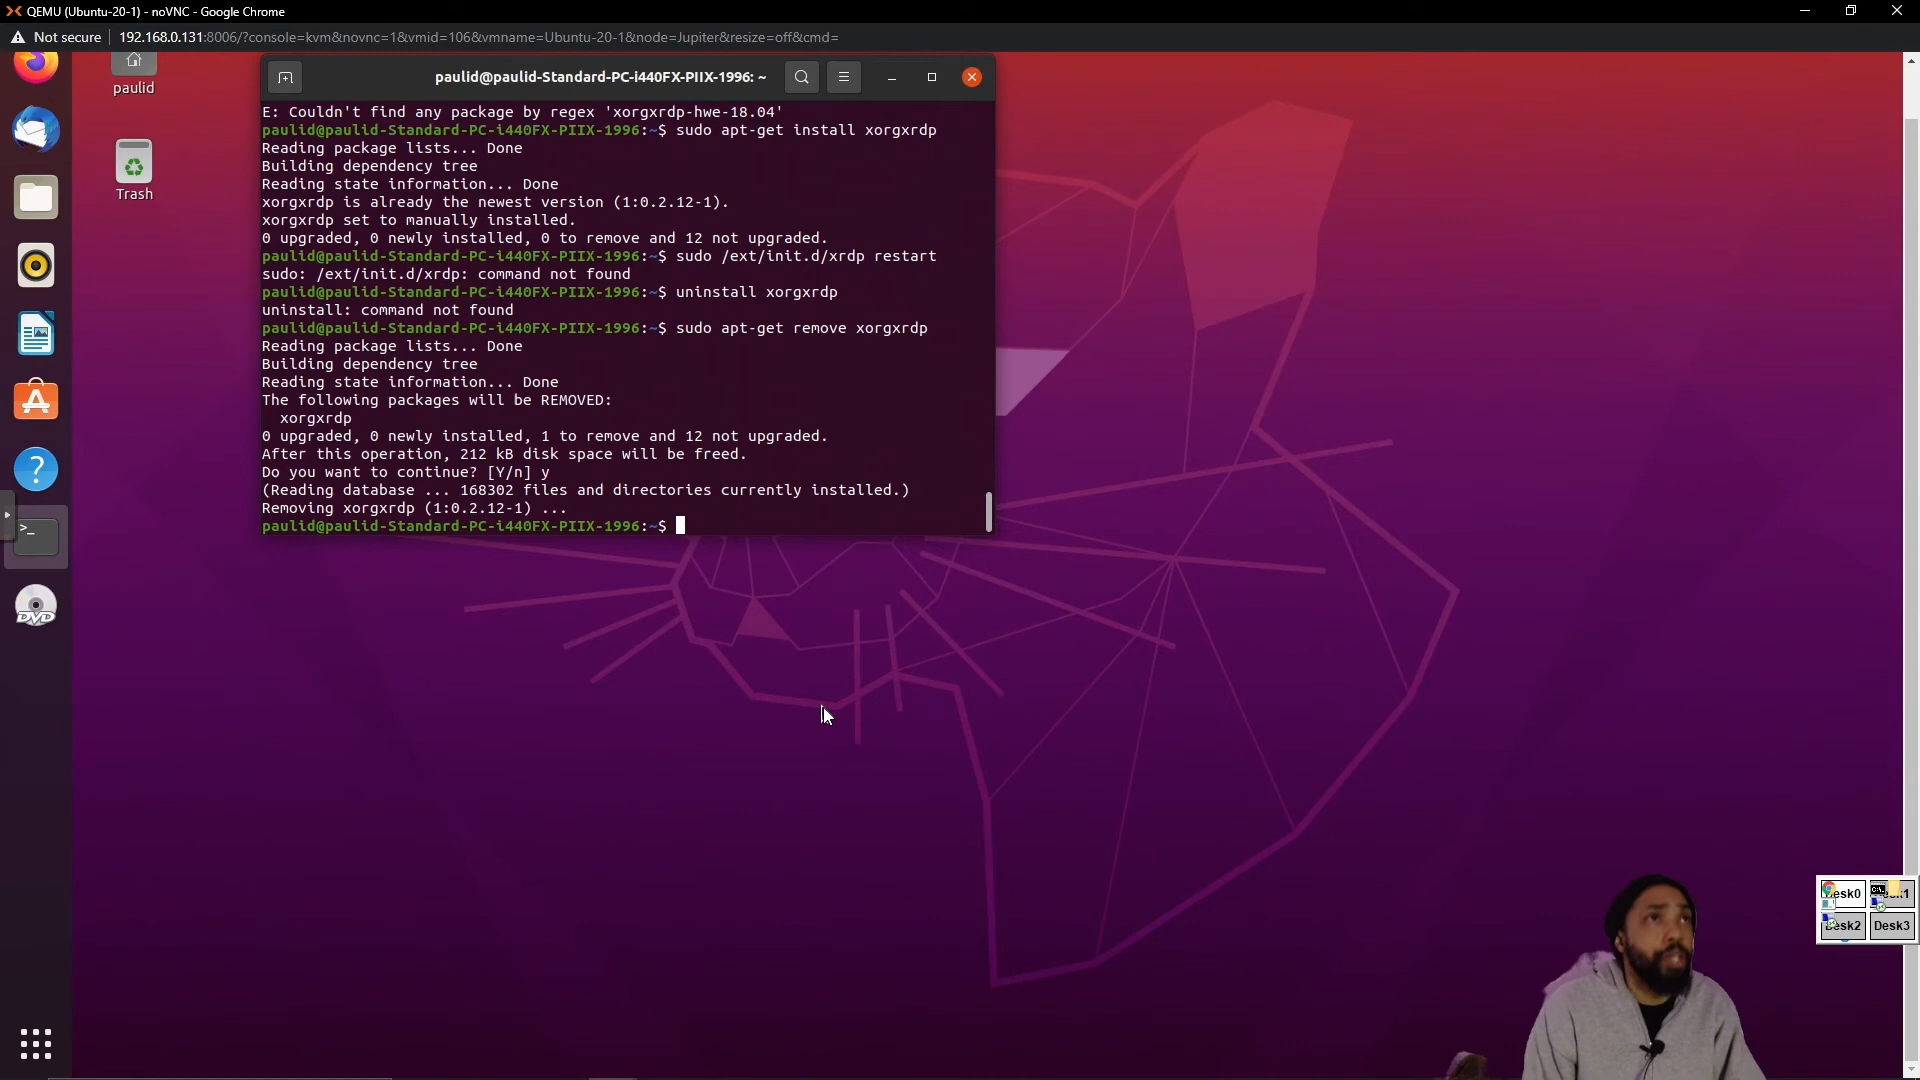 QEMU (Ubuntu-20-1) - noVNC - Google Chrome
Not secure
192.168.0.131:8006/?console=kvm&novnc=1&vmid=106&vmname=Ubuntu-20-1&node=Jupiter&resize=off&cmd=
paulid
Trash
paulid@paulid-Standard-PC-i440FX-PIIX-1996: ~
E: Couldn't find any package by regex 'xorgxrdp-hwe-18.04'
paulid@paulid-Standard-PC-i440FX-PIIX-1996:~$ sudo apt-get install xorgxrdp
Reading package lists... Done
Building dependency tree
Reading state information... Done
xorgxrdp is already the newest version (1:0.2.12-1).
xorgxrdp set to manually installed.
0 upgraded, 0 newly installed, 0 to remove and 12 not upgraded.
paulid@paulid-Standard-PC-i440FX-PIIX-1996:~$ sudo /ext/init.d/xrdp restart
sudo: /ext/init.d/xrdp: command not found
paulid@paulid-Standard-PC-i440FX-PIIX-1996:~$ uninstall xorgxrdp
uninstall: command not found
paulid@paulid-Standard-PC-i440FX-PIIX-1996:~$ sudo apt-get remove xorgxrdp
Reading package lists... Done
Building dependency tree
Reading state information... Done
The following packages will be REMOVED:
xorgxrdp
0 upgraded, 0 newly installed, 1 to remove and 12 not upgraded.
After this operation, 212 kB disk space will be freed.
Do you want to continue? [Y/n] y
(Reading database ... 168302 files and directories currently installed.)
Removing xorgxrdp (1:0.2.12-1) ...
paulid@paulid-Standard-PC-i440FX-PIIX-1996:~$
DVD
Desk3